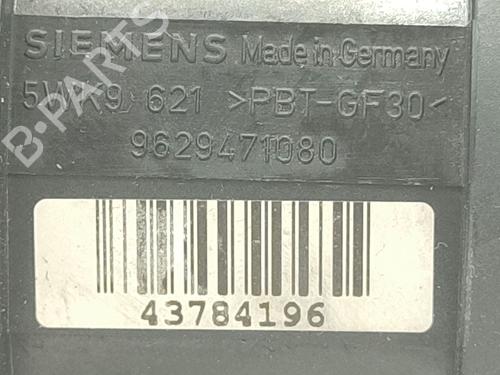 SIEMENS Made in Germany
5WK9 621 >PBT-GF30<
9629471080
43784196
B-PARTS